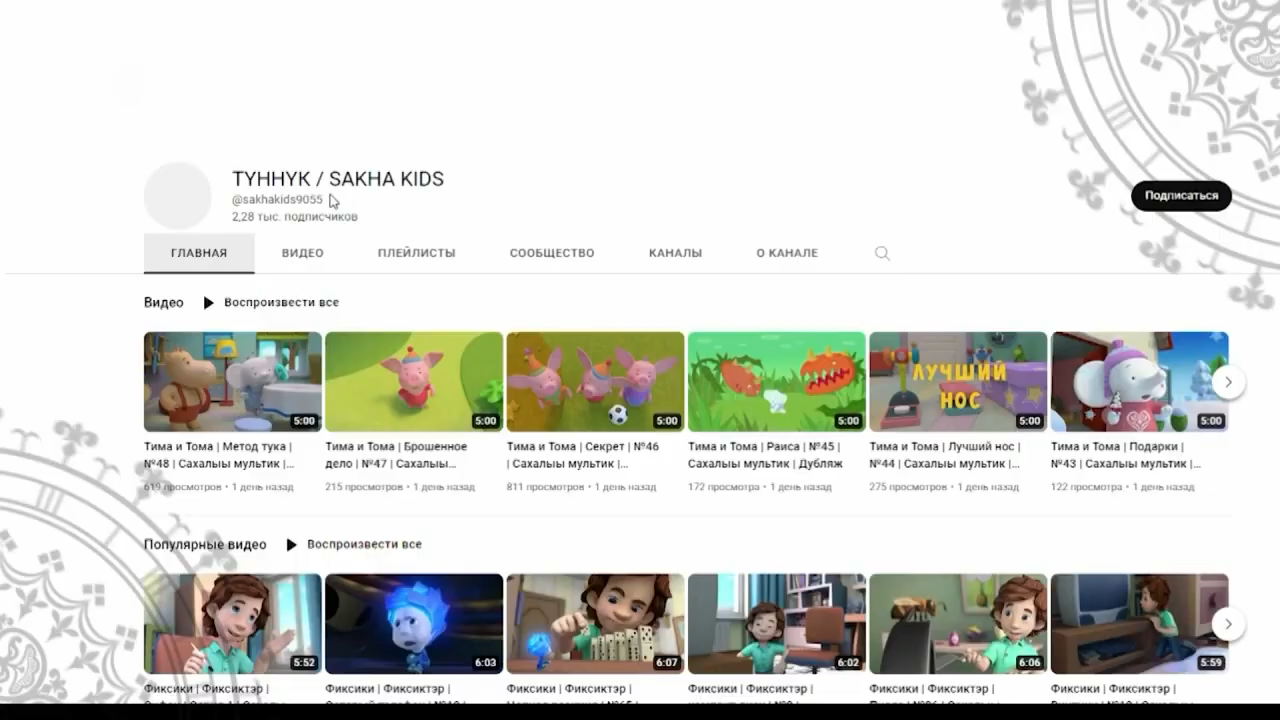 ТҮННҮК / SAKHA KIDS
@sakhakids9055
2,28 тыс. подписчиков
Подписаться
ГЛАВНАЯ ВИДЕО ПЛЕЙЛИСТЫ СООБЩЕСТВО КАНАЛЫ О КАНАЛЕ
Видео Воспроизвести все
ЛУЧШИЙ
НОС
5:00 5:00 5:00 5:00 5:00 5:00
Тима и Тома | Метод тука |
№48 | Сахалыы мультик |...
619 просмотров • 1 день назад
Тима и Тома | Брошенное
дело | №47 | Сахалыы...
215 просмотров • 1 день назад
Тима и Тома | Секрет | №46
| Сахалыы мультик |...
811 просмотров • 1 день назад
Тима и Тома | Раиса | №45 |
Сахалыы мультик | Дубляж
172 просмотра • 1 день назад
Тима и Тома | Лучший нос |
№44 | Сахалыы мультик |...
275 просмотров • 1 день назад
Тима и Тома | Подарки |
№43 | Сахалыы мультик |...
122 просмотра • 1 день назад
Популярные видео Воспроизвести все
5:52 6:03 6:07 6:02 6:06 5:59
Фиксики | Фиксиктэр |
Фиксики | Фиксиктэр |
Фиксики | Фиксиктэр |
Фиксики | Фиксиктэр |
Фиксики | Фиксиктэр |
Фиксики | Фиксиктэр |